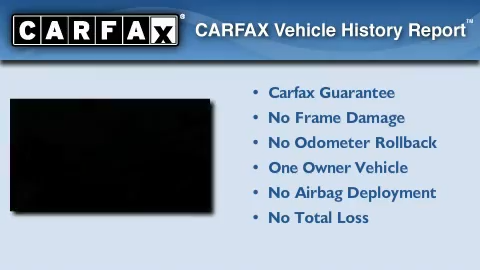 CARFAX®
CARFAX Vehicle History Report™
• Carfax Guarantee
• No Frame Damage
• No Odometer Rollback
• One Owner Vehicle
• No Airbag Deployment
• No Total Loss